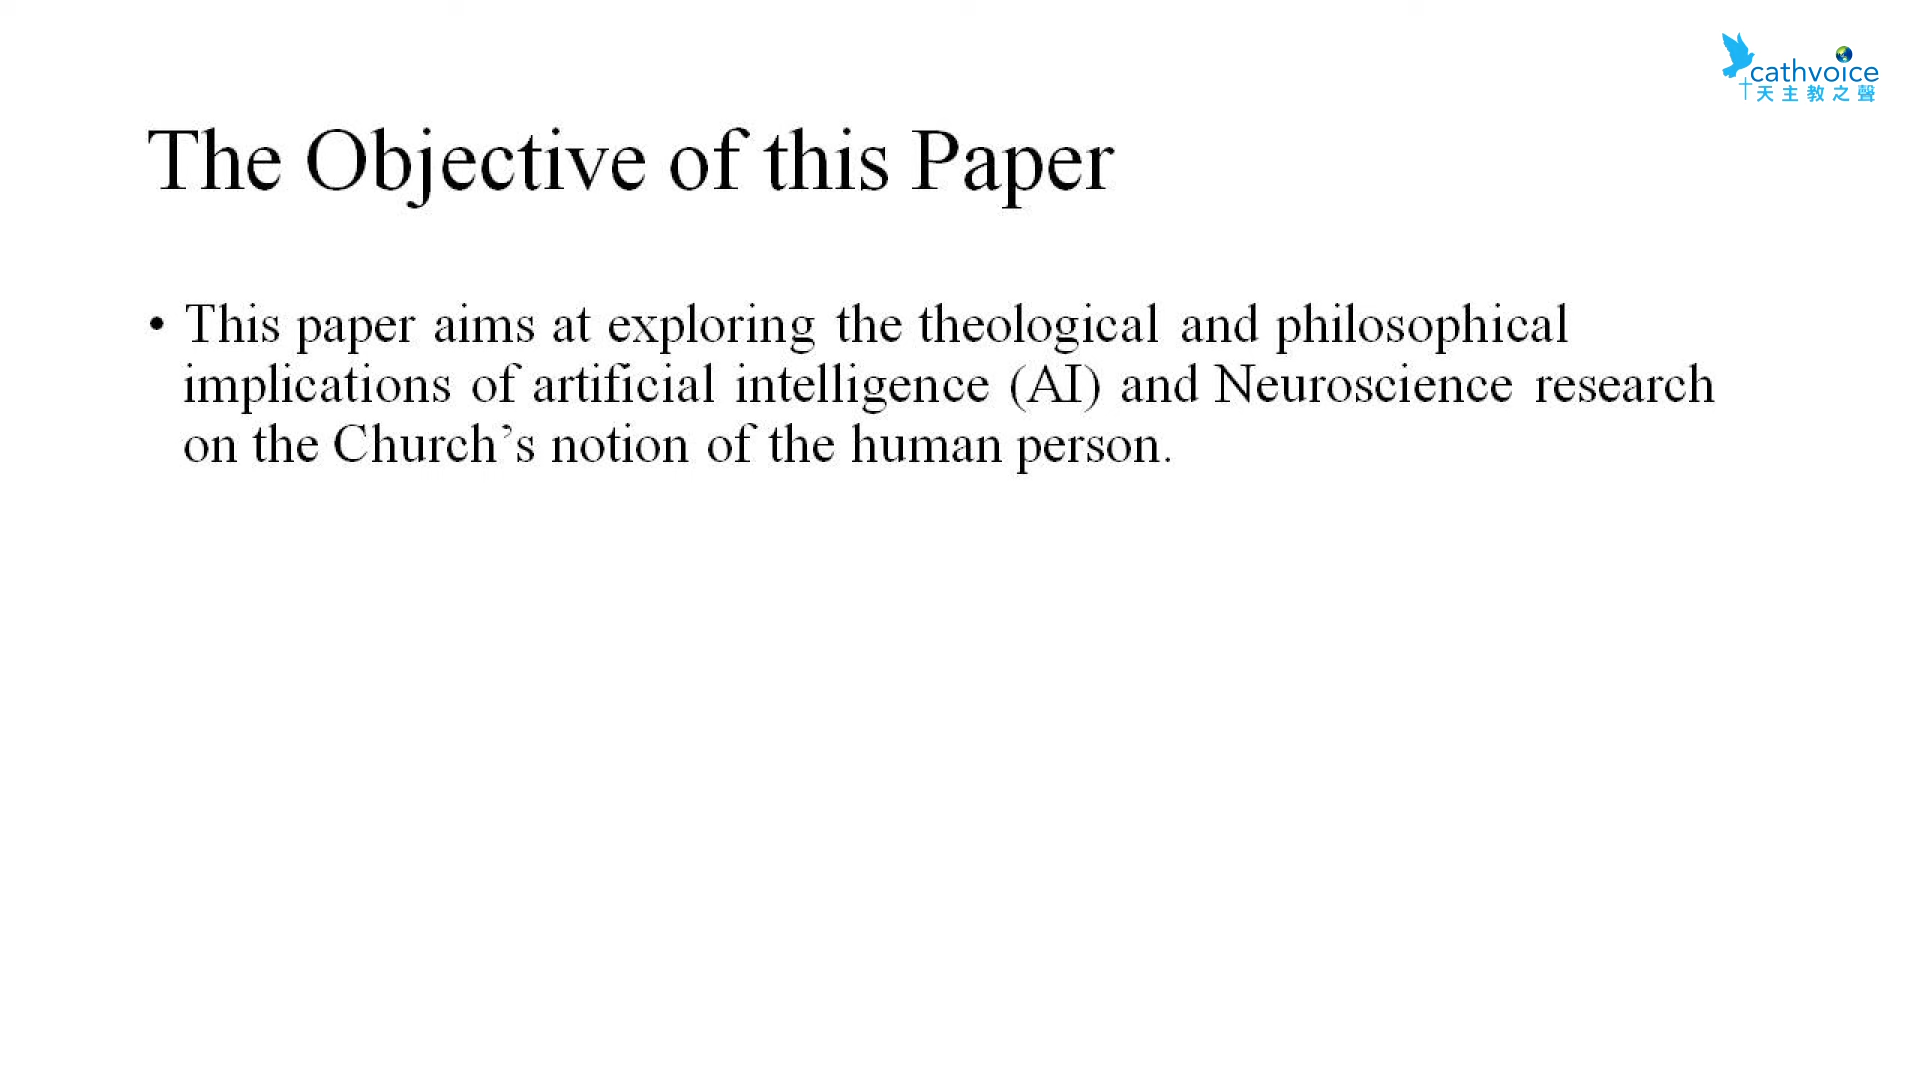 cathvoice
天主教之聲
The Objective of this Paper
• This paper aims at exploring the theological and philosophical
implications of artificial intelligence (AI) and Neuroscience research
on the Church’s notion of the human person.